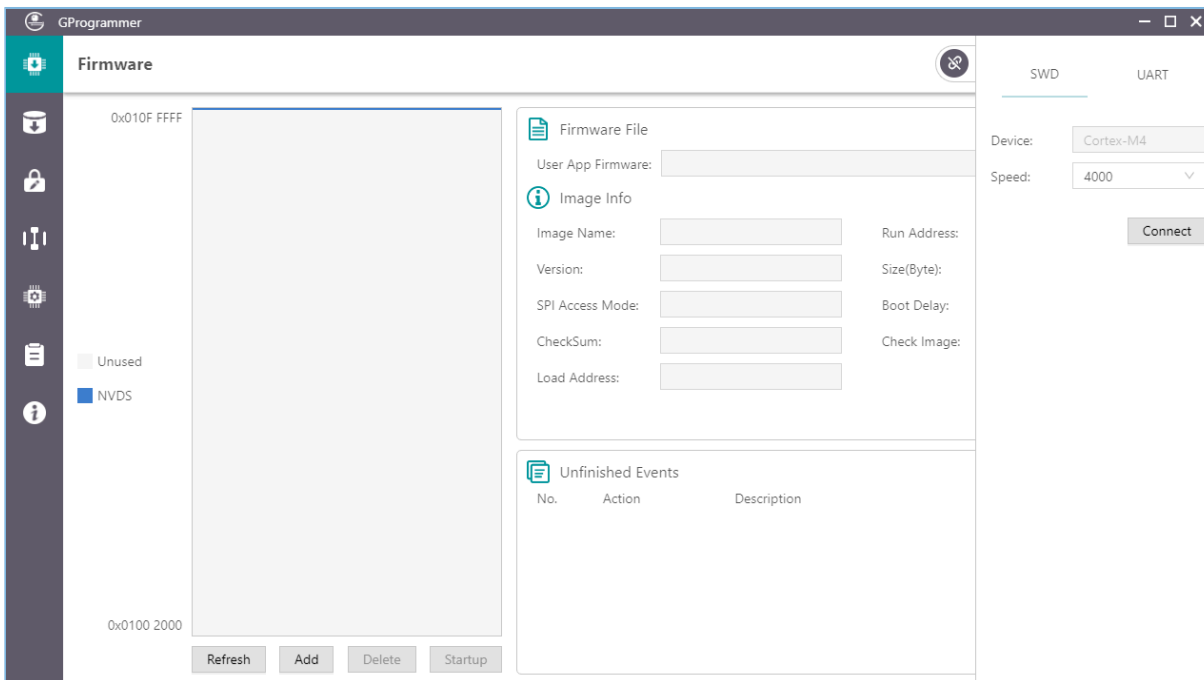 GProgrammer
Firmware
SWD UART
0x010F FFFF
Firmware File
Device: Cortex-M4
User App Firmware:
Speed: 4000
Image Info
Image Name: Run Address:
Connect
Version: Size(Byte):
SPI Access Mode: Boot Delay:
CheckSum: Check Image:
Unused
Load Address:
NVDS
Unfinished Events
No. Action Description
0x0100 2000
Refresh Add Delete Startup